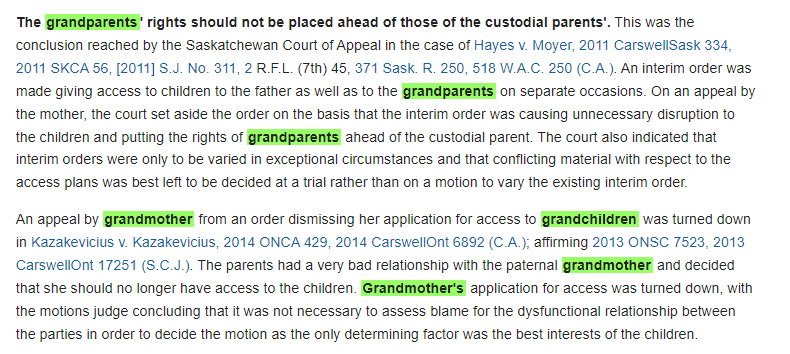 The grandparents' rights should not be placed ahead of those of the custodial parents'. This was the
conclusion reached by the Saskatchewan Court of Appeal in the case of Hayes v. Moyer, 2011 CarswellSask 334,
2011 SKCA 56, [2011] S.J. No. 311, 2 R.F.L. (7th) 45, 371 Sask. R. 250, 518 W.A.C. 250 (C.A.). An interim order was
made giving access to children to the father as well as to the grandparents on separate occasions. On an appeal by
the mother, the court set aside the order on the basis that the interim order was causing unnecessary disruption to
the children and putting the rights of grandparents ahead of the custodial parent. The court also indicated that
interim orders were only to be varied in exceptional circumstances and that conflicting material with respect to the
access plans was best left to be decided at a trial rather than on a motion to vary the existing interim order.
An appeal by grandmother from an order dismissing her application for access to grandchildren was turned down
in Kazakevicius v. Kazakevicius, 2014 ONCA 429, 2014 CarswellOnt 6892 (C.A.); affirming 2013 ONSC 7523, 2013
CarswellOnt 17251 (S.C.J.). The parents had a very bad relationship with the paternal grandmother and decided
that she should no longer have access to the children. Grandmother's application for access was turned down, with
the motions judge concluding that it was not necessary to assess blame for the dysfunctional relationship between
the parties in order to decide the motion as the only determining factor was the best interests of the children.